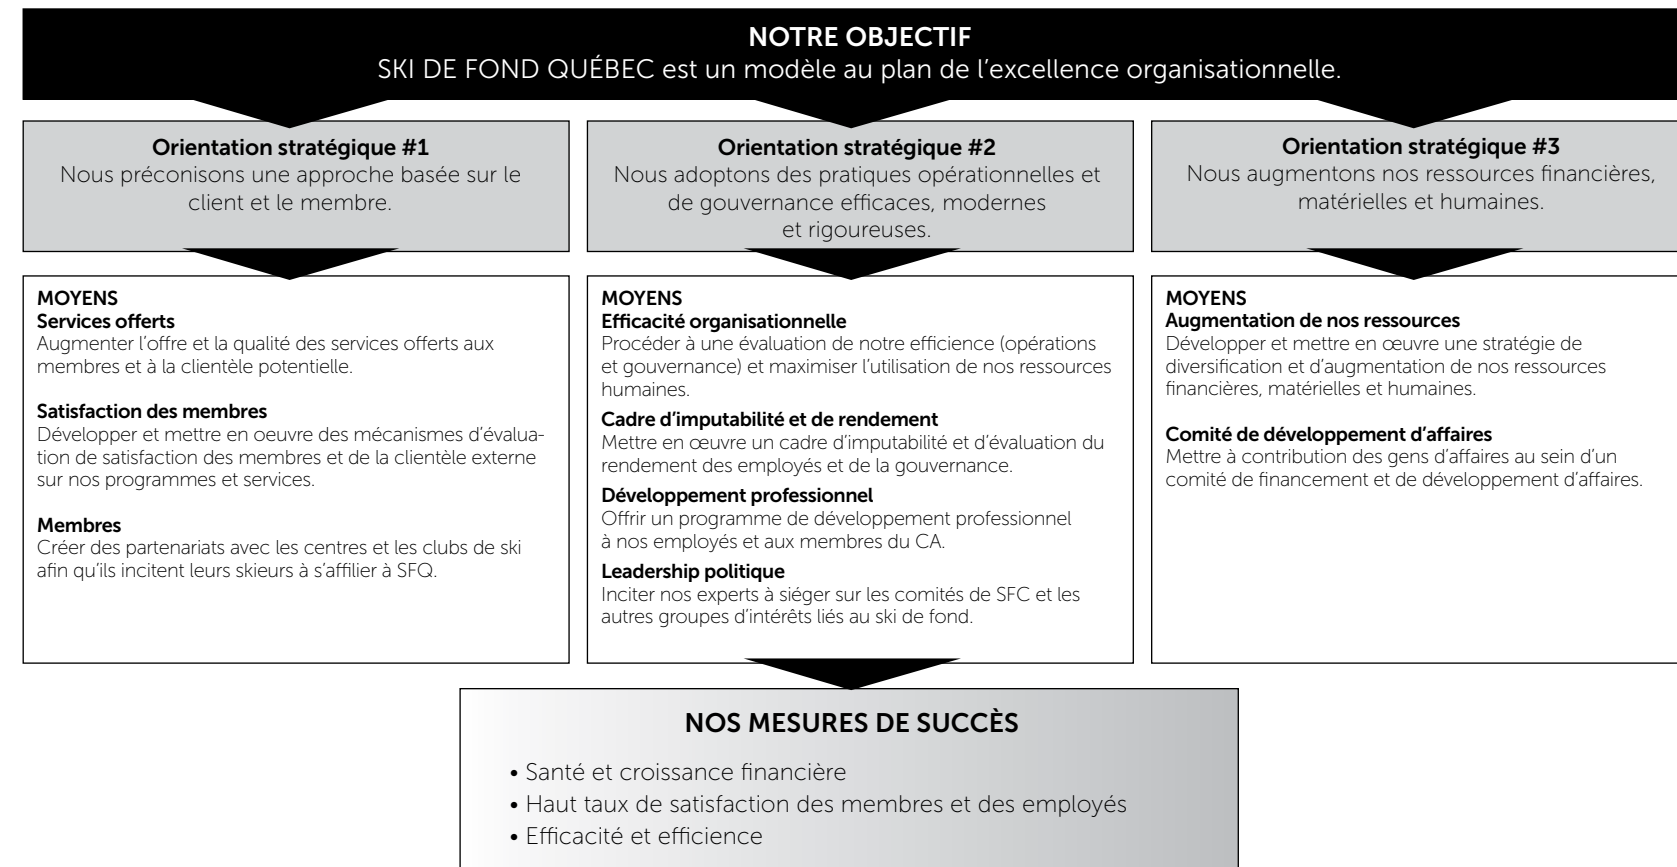 NOTRE OBJECTIF
SKI DE FOND QUÉBEC est un modèle au plan de l’excellence organisationnelle.
Orientation stratégique #1
Nous préconisons une approche basée sur le
client et le membre.
Orientation stratégique #2
Nous adoptons des pratiques opérationnelles et
de gouvernance efficaces, modernes
et rigoureuses.
Orientation stratégique #3
Nous augmentons nos ressources financières,
matérielles et humaines.
MOYENS
Services offerts
Augmenter l’offre et la qualité des services offerts aux
membres et à la clientèle potentielle.
Satisfaction des membres
Développer et mettre en oeuvre des mécanismes d’évalua-
tion de satisfaction des membres et de la clientèle externe
sur nos programmes et services.
Membres
Créer des partenariats avec les centres et les clubs de ski
afin qu’ils incitent leurs skieurs à s’affilier à SFQ.
MOYENS
Efficacité organisationnelle
Procéder à une évaluation de notre efficience (opérations
et gouvernance) et maximiser l’utilisation de nos ressources
humaines.
Cadre d’imputabilité et de rendement
Mettre en œuvre un cadre d’imputabilité et d’évaluation du
rendement des employés et de la gouvernance.
Développement professionnel
Offrir un programme de développement professionnel
à nos employés et aux membres du CA.
Leadership politique
Inciter nos experts à siéger sur les comités de SFC et les
autres groupes d’intérêts liés au ski de fond.
MOYENS
Augmentation de nos ressources
Développer et mettre en œuvre une stratégie de
diversification et d’augmentation de nos ressources
financières, matérielles et humaines.
Comité de développement d’affaires
Mettre à contribution des gens d’affaires au sein d’un
comité de financement et de développement d’affaires.
NOS MESURES DE SUCCÈS
• Santé et croissance financière
• Haut taux de satisfaction des membres et des employés
• Efficacité et efficience